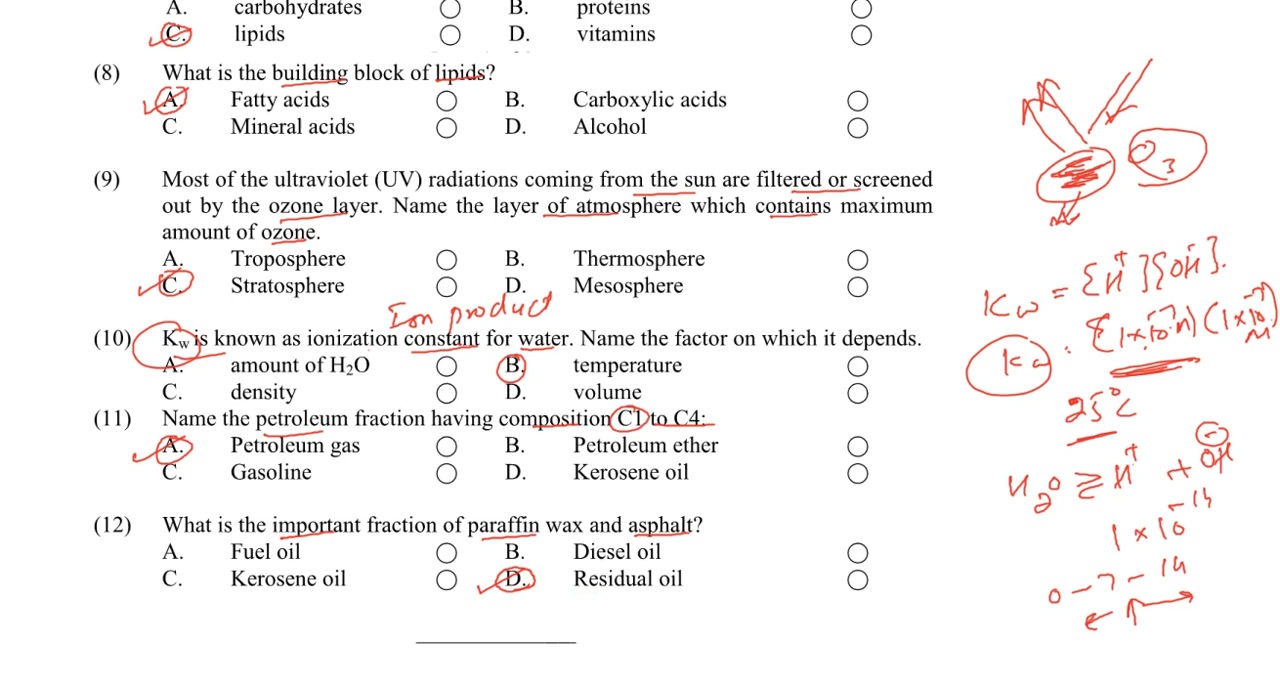 A. carbohydrates B. proteins
C. lipids D. vitamins
(8) What is the building block of lipids?
A. Fatty acids B. Carboxylic acids
C. Mineral acids D. Alcohol
O3
(9) Most of the ultraviolet (UV) radiations coming from the sun are filtered or screened
out by the ozone layer. Name the layer of atmosphere which contains maximum
amount of ozone.
A. Troposphere B. Thermosphere
C. Stratosphere D. Mesosphere
Ion product
(10) Kw is known as ionization constant for water. Name the factor on which it depends.
A. amount of H2O B. temperature
C. density D. volume
(11) Name the petroleum fraction having composition C1 to C4:
A. Petroleum gas B. Petroleum ether
C. Gasoline D. Kerosene oil
(12) What is the important fraction of paraffin wax and asphalt?
A. Fuel oil B. Diesel oil
C. Kerosene oil D. Residual oil
Kw = [H+][OH-].
Kw
25°C
H2O ⇌ H+ + OH-
1 × 10-14
0 – 7 – 14